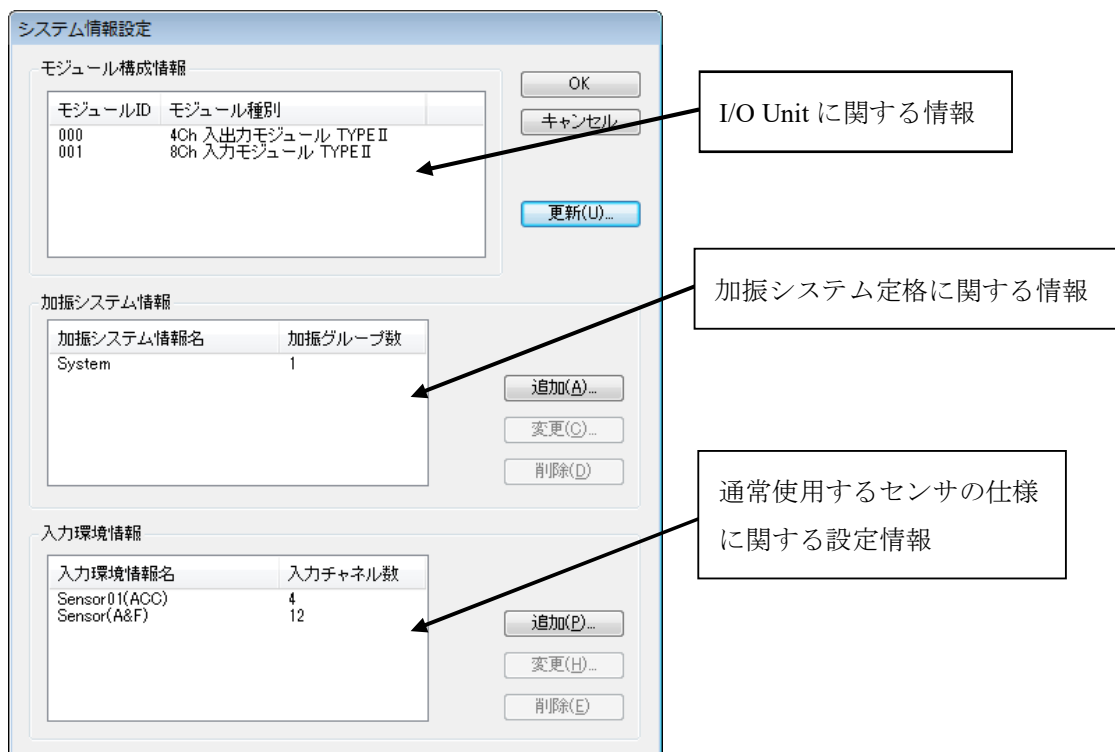 システム情報設定
モジュール構成情報
モジュールID モジュール種別
000 4Ch 入出力モジュール TYPEⅡ
001 8Ch 入力モジュール TYPEⅡ
OK
キャンセル
更新(U)...
I/O Unit に関する情報
加振システム情報
加振システム情報名 加振グループ数
System 1
追加(A)...
変更(C)...
削除(D)
加振システム定格に関する情報
入力環境情報
入力環境情報名 入力チャネル数
Sensor01(ACC) 4
Sensor(A&F) 12
追加(P)...
変更(H)...
削除(E)
通常使用するセンサの仕様
に関する設定情報